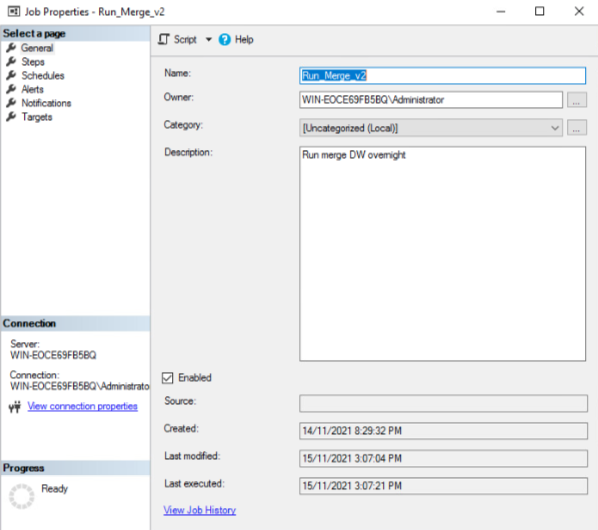 Job Properties - Run_Merge_v2
Select a page
General
Steps
Schedules
Alerts
Notifications
Targets
Script
Help
Name:
Run_Merge_v2
Owner:
WIN-EOCE69FB5BQ\Administrator
...
Category:
[Uncategorized (Local)]
...
Description:
Run merge DW overnight
Connection
Server:
WIN-EOCE69FB5BQ
Connection:
WIN-EOCE69FB5BQ\Administrato
View connection properties
Progress
Ready
Enabled
Source:
Created:
14/11/2021 8:29:32 PM
Last modified:
15/11/2021 3:07:04 PM
Last executed:
15/11/2021 3:07:21 PM
View Job History